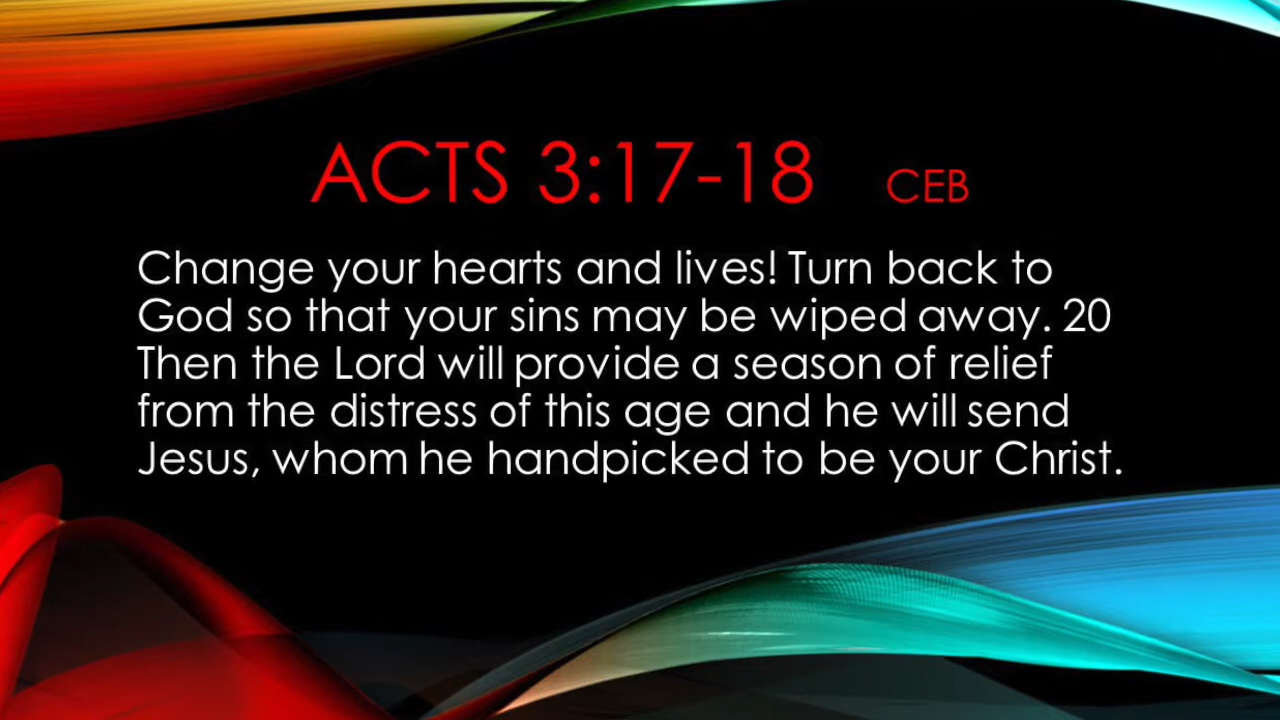 ACTS 3:17-18 CEB
Change your hearts and lives! Turn back to
God so that your sins may be wiped away. 20
Then the Lord will provide a season of relief
from the distress of this age and he will send
Jesus, whom he handpicked to be your Christ.